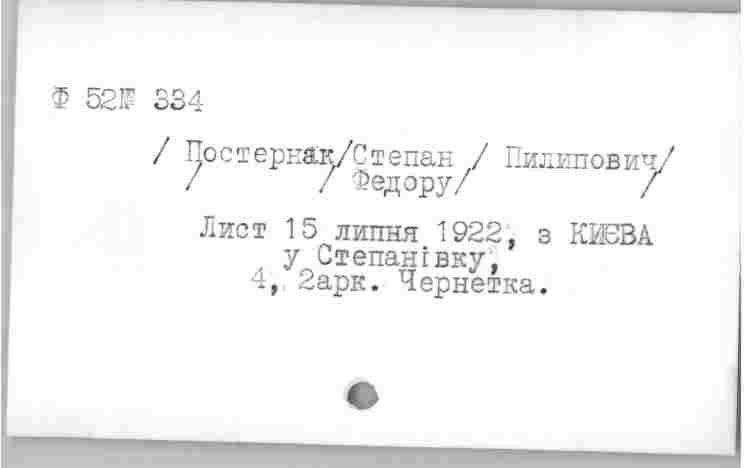 Ф 52№ 334
/ Постернак/Степан / Пилипович/
/ / Федору/ /
Лист 15 липня 1922, з КИЄВА
у Степанівку,
4, 2арк. Чернетка.